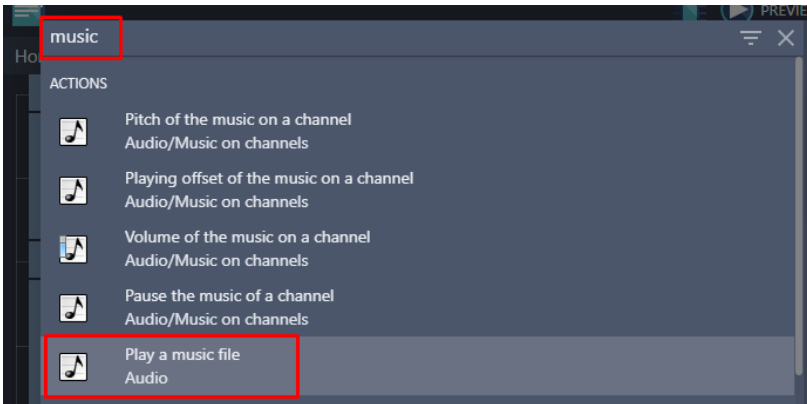 PREVIE
music
Ho
ACTIONS
Pitch of the music on a channel
Audio/Music on channels
Playing offset of the music on a channel
Audio/Music on channels
Volume of the music on a channel
Audio/Music on channels
Pause the music of a channel
Audio/Music on channels
Play a music file
Audio